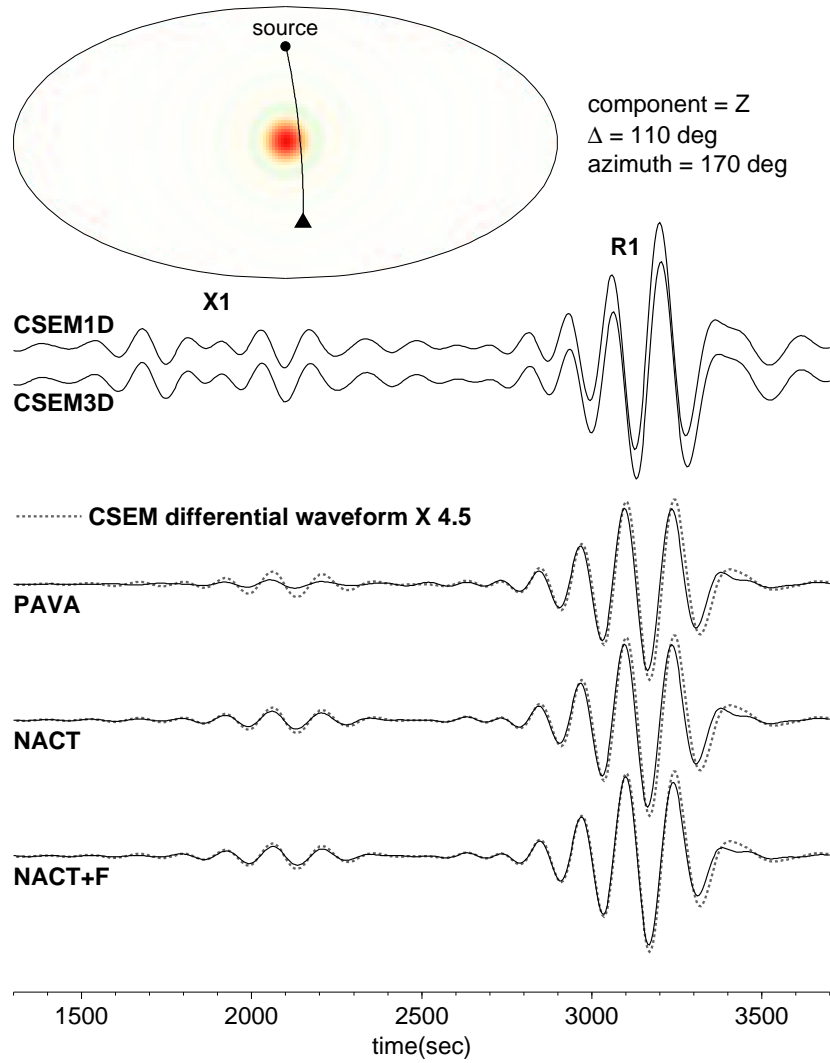 source
component = Z
Δ = 110 deg
azimuth = 170 deg
R1
X1
CSEM1D
CSEM3D
CSEM differential waveform X 4.5
PAVA
NACT
NACT+F
1500 2000 2500 3000 3500
time(sec)